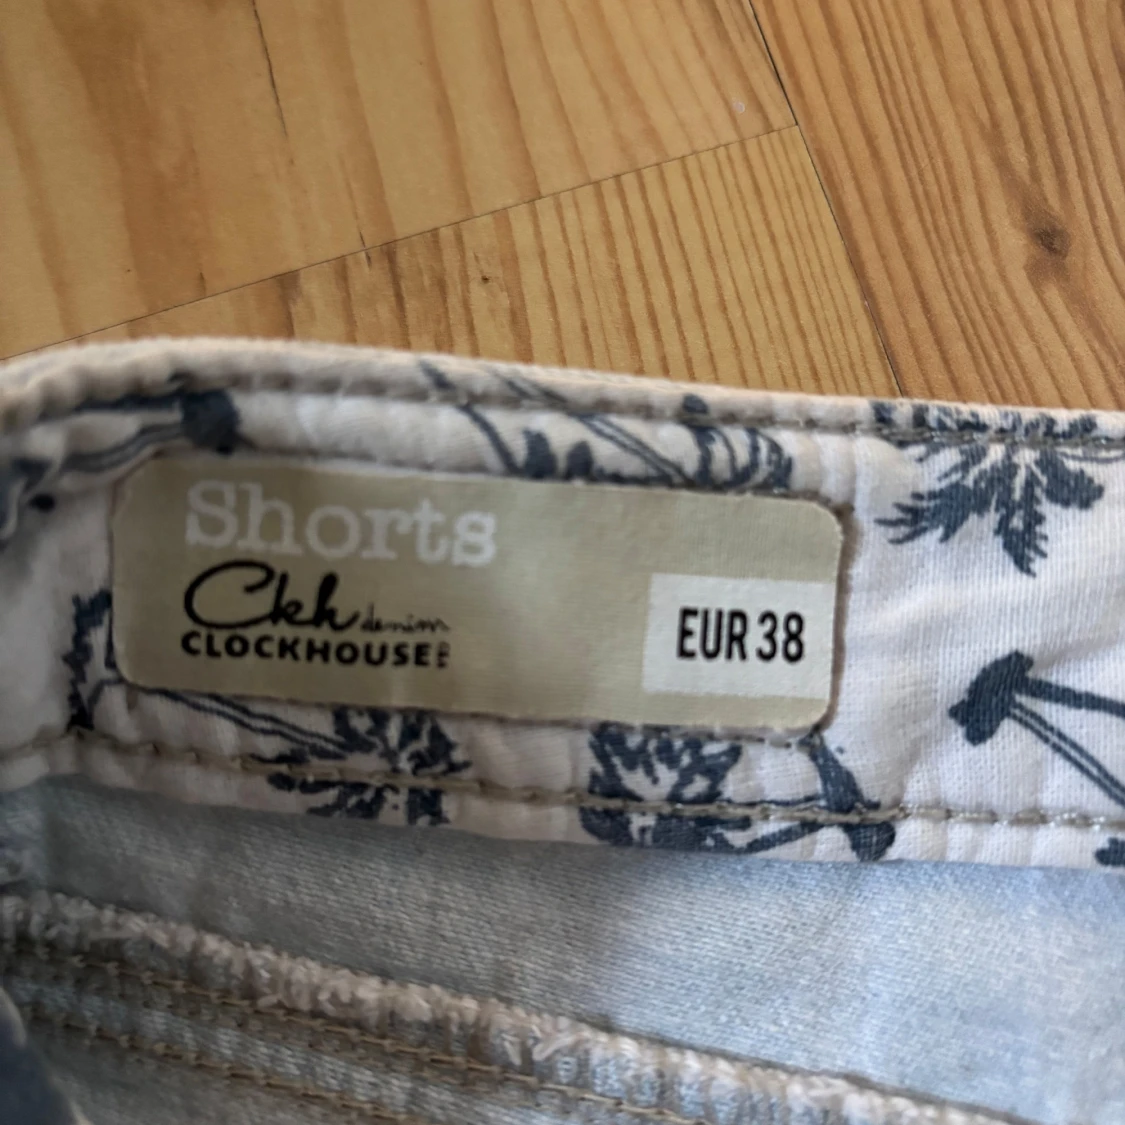 Shorts
Ckh denim
CLOCKHOUSE
EUR 38